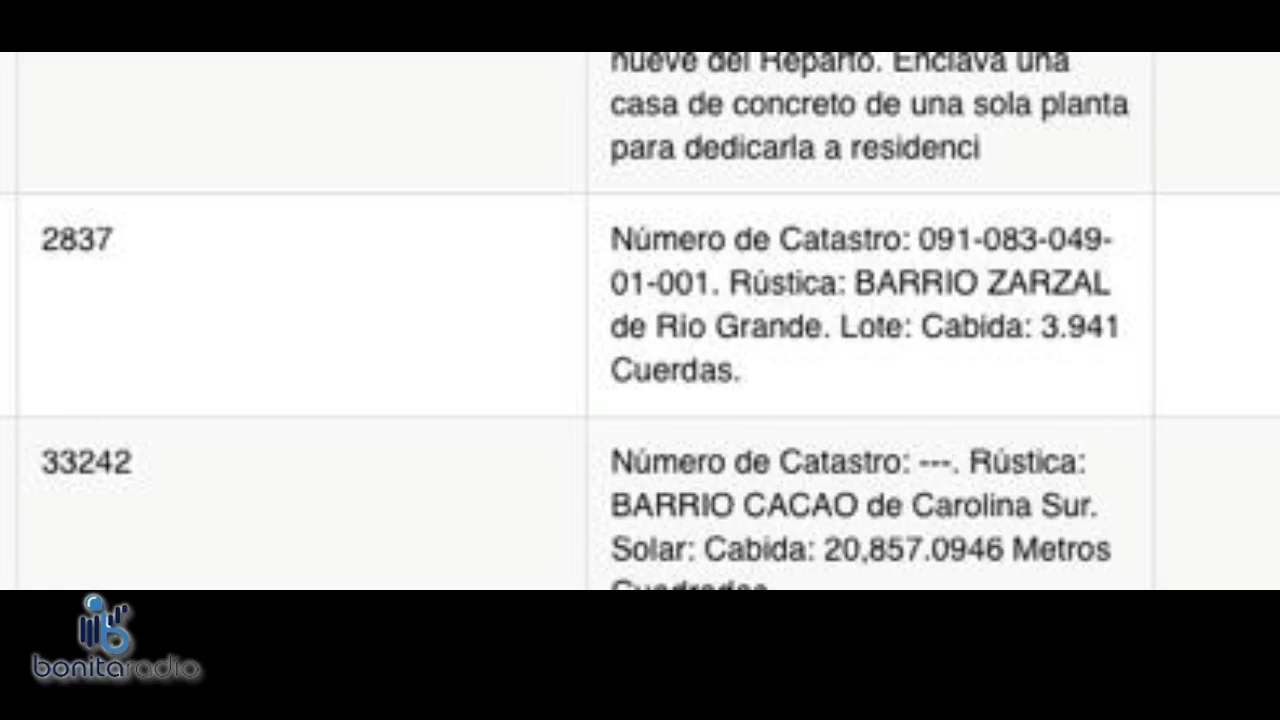 nueve del Reparto. Enclava una
casa de concreto de una sola planta
para dedicarla a residenci
2837
Número de Catastro: 091-083-049-
01-001. Rústica: BARRIO ZARZAL
de Rio Grande. Lote: Cabida: 3.941
Cuerdas.
33242
Número de Catastro: ---. Rústica:
BARRIO CACAO de Carolina Sur.
Solar: Cabida: 20,857.0946 Metros
bonitaradio